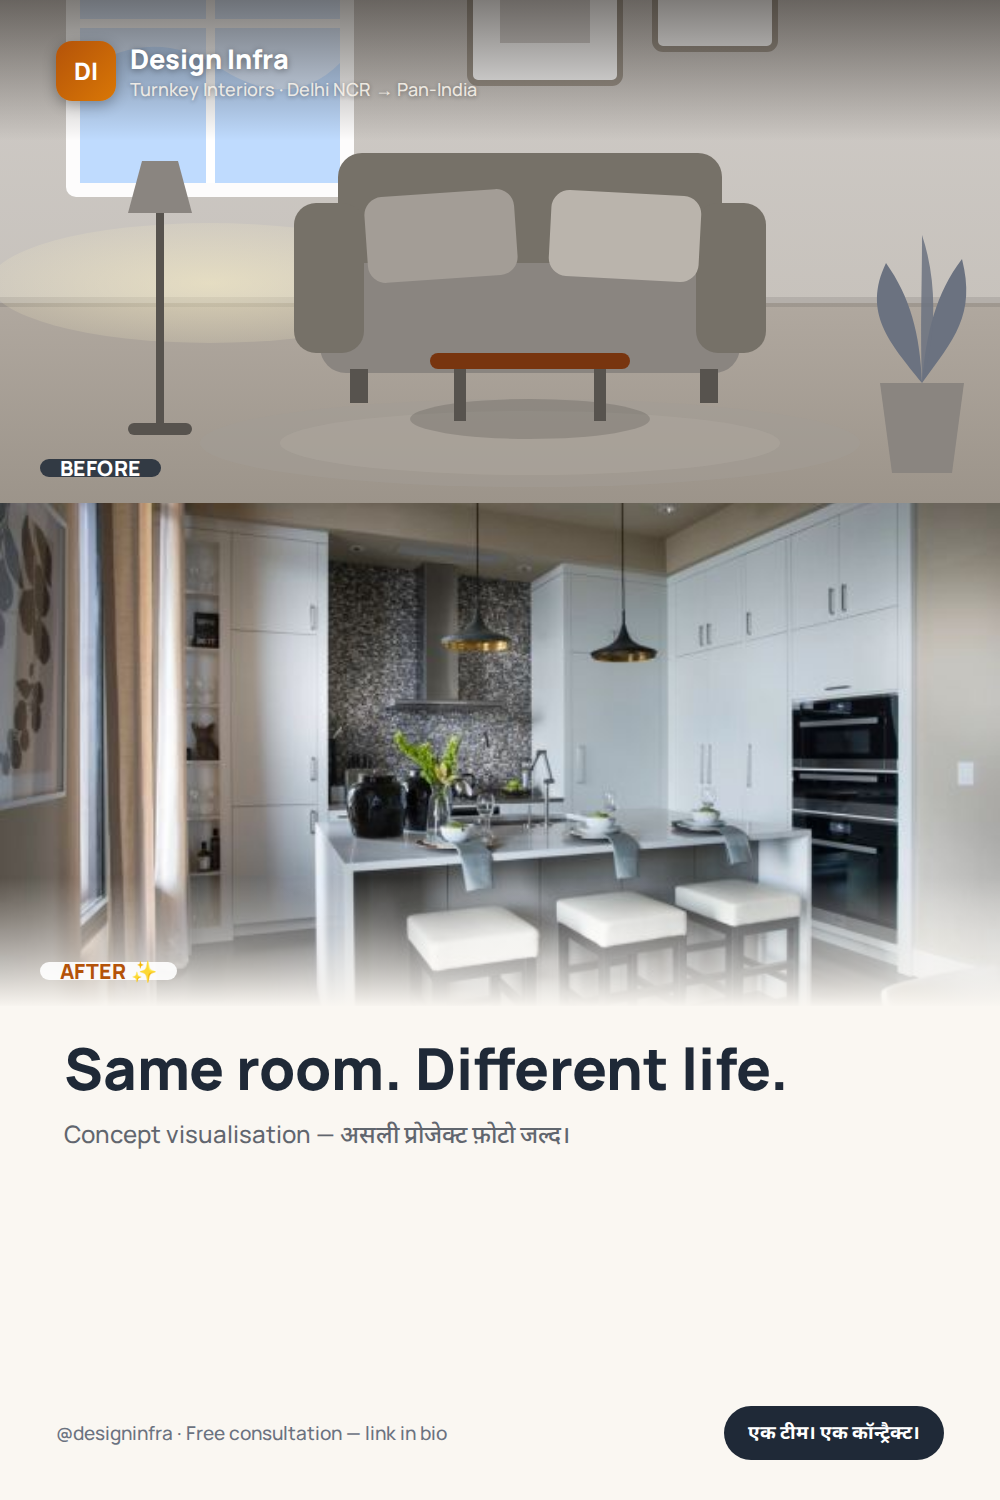 DI
Design Infra
Turnkey Interiors · Delhi NCR → Pan-India
BEFORE
AFTER ✨
Same room. Different life.
Concept visualisation — असली प्रोजेक्ट फ़ोटो जल्द।
@designinfra · Free consultation — link in bio
एक टीम। एक कॉन्ट्रैक्ट।